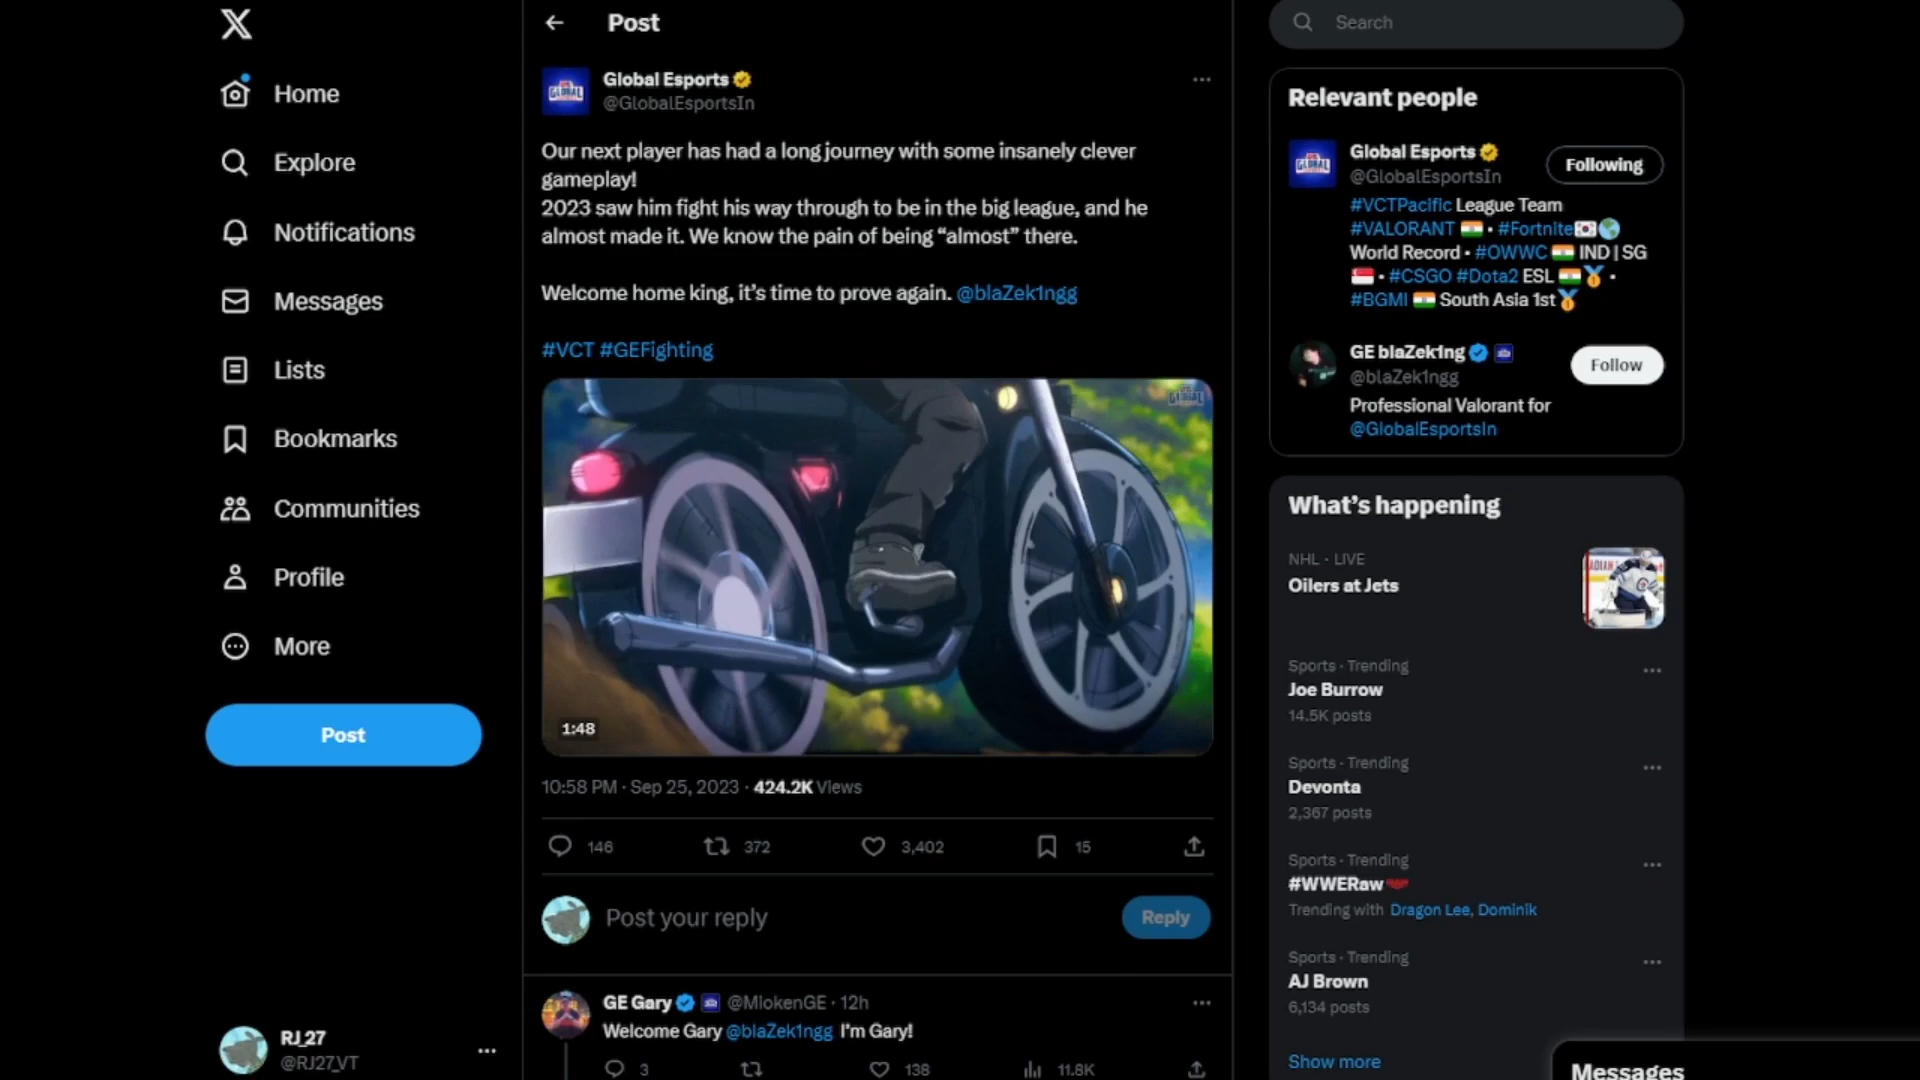 Home
Explore
Notifications
Messages
Lists
Bookmarks
Communities
Profile
More
Post
RJ_27
@RJ27_VT
Post
Global Esports
@GlobalEsportsIn
Our next player has had a long journey with some insanely clever
gameplay!
2023 saw him fight his way through to be in the big league, and he
almost made it. We know the pain of being “almost” there.
Welcome home king, it’s time to prove again. @blaZek1ngg
#VCT #GEFighting
GLOBAL
1:48
10:58 PM · Sep 25, 2023 · 424.2K Views
146 372 3,402 15
Post your reply
Reply
GE Gary @MlokenGE · 12h
Welcome Gary @blaZek1ngg I’m Gary!
3 138 11.8K
Search
Relevant people
Global Esports
@GlobalEsportsIn
Following
#VCTPacific League Team
#VALORANT 🇮🇳 • #Fortnite🇰🇷🌎
World Record • #OWWC 🇮🇳 IND | SG
🇸🇬 • #CSGO #Dota2 ESL 🇮🇳🥇 •
#BGMI 🇮🇳 South Asia 1st🥇
GE blaZek1ng
@blaZek1ngg
Follow
Professional Valorant for
@GlobalEsportsIn
What’s happening
NHL · LIVE
Oilers at Jets
Sports · Trending
Joe Burrow
14.5K posts
Sports · Trending
Devonta
2,367 posts
Sports · Trending
#WWERaw
Trending with Dragon Lee, Dominik
Sports · Trending
AJ Brown
6,134 posts
Show more
Messages